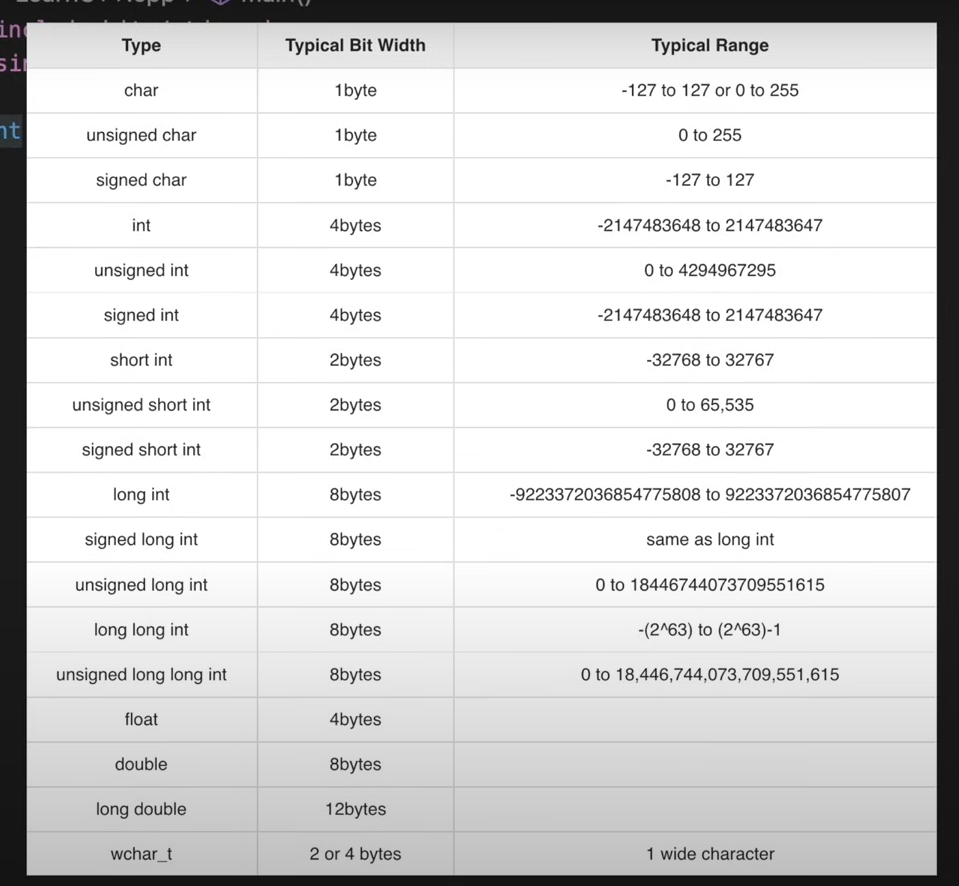 main()
Type Typical Bit Width Typical Range
char 1byte -127 to 127 or 0 to 255
unsigned char 1byte 0 to 255
signed char 1byte -127 to 127
int 4bytes -2147483648 to 2147483647
unsigned int 4bytes 0 to 4294967295
signed int 4bytes -2147483648 to 2147483647
short int 2bytes -32768 to 32767
unsigned short int 2bytes 0 to 65,535
signed short int 2bytes -32768 to 32767
long int 8bytes -9223372036854775808 to 9223372036854775807
signed long int 8bytes same as long int
unsigned long int 8bytes 0 to 18446744073709551615
long long int 8bytes -(2^63) to (2^63)-1
unsigned long long int 8bytes 0 to 18,446,744,073,709,551,615
float 4bytes
double 8bytes
long double 12bytes
wchar_t 2 or 4 bytes 1 wide character